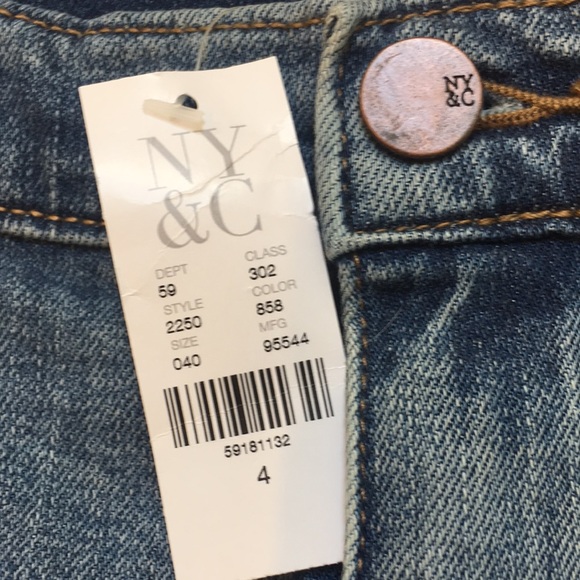 NY
&C
NY
&C
DEPT CLASS
59 302
STYLE COLOR
2250 858
SIZE MFG
040 95544
59181132
4